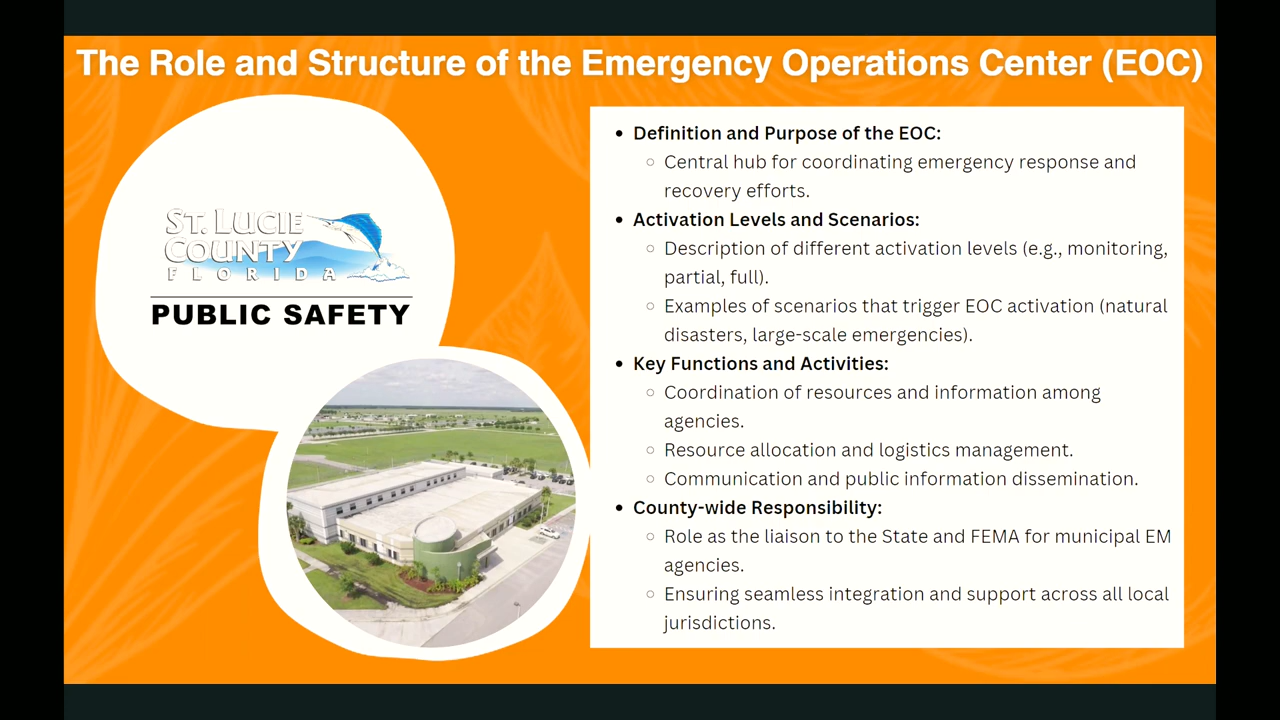 The Role and Structure of the Emergency Operations Center (EOC)
ST. LUCIE
COUNTY
FLORIDA
PUBLIC SAFETY
• Definition and Purpose of the EOC:
○ Central hub for coordinating emergency response and
recovery efforts.
• Activation Levels and Scenarios:
○ Description of different activation levels (e.g., monitoring,
partial, full).
○ Examples of scenarios that trigger EOC activation (natural
disasters, large-scale emergencies).
• Key Functions and Activities:
○ Coordination of resources and information among
agencies.
○ Resource allocation and logistics management.
○ Communication and public information dissemination.
• County-wide Responsibility:
○ Role as the liaison to the State and FEMA for municipal EM
agencies.
○ Ensuring seamless integration and support across all local
jurisdictions.